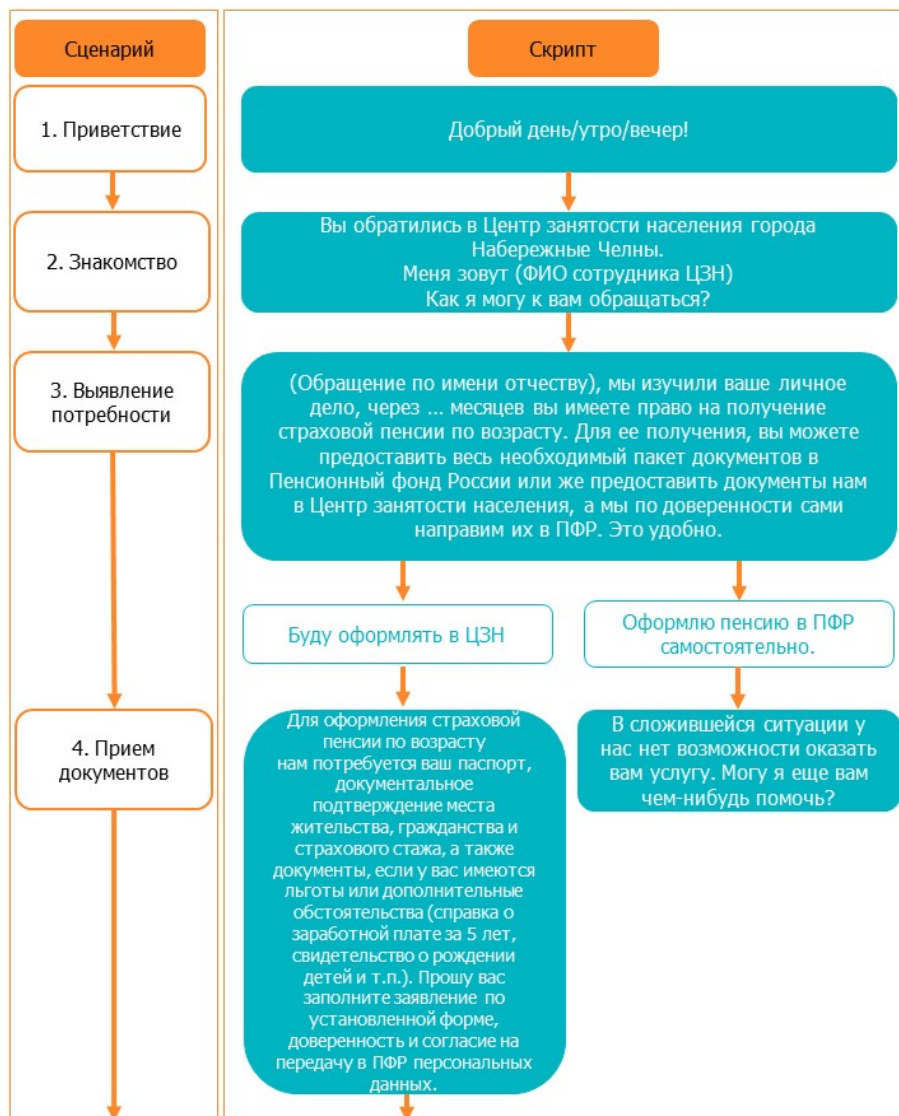 Сценарий
Скрипт
1. Приветствие
Добрый день/утро/вечер!
2. Знакомство
Вы обратились в Центр занятости населения города
Набережные Челны.
Меня зовут (ФИО сотрудника ЦЗН)
Как я могу к вам обращаться?
3. Выявление
потребности
(Обращение по имени отчеству), мы изучили ваше личное
дело, через ... месяцев вы имеете право на получение
страховой пенсии по возрасту. Для ее получения, вы можете
предоставить весь необходимый пакет документов в
Пенсионный фонд России или же предоставить документы нам
в Центр занятости населения, а мы по доверенности сами
направим их в ПФР. Это удобно.
Буду оформлять в ЦЗН
Оформлю пенсию в ПФР
самостоятельно.
4. Прием
документов
Для оформления страховой
пенсии по возрасту
нам потребуется ваш паспорт,
документальное
подтверждение места
жительства, гражданства и
страхового стажа, а также
документы, если у вас имеются
льготы или дополнительные
обстоятельства (справка о
заработной плате за 5 лет,
свидетельство о рождении
детей и т.п.). Прошу вас
заполните заявление по
установленной форме,
доверенность и согласие на
передачу в ПФР персональных
данных.
В сложившейся ситуации у
нас нет возможности оказать
вам услугу. Могу я еще вам
чем-нибудь помочь?